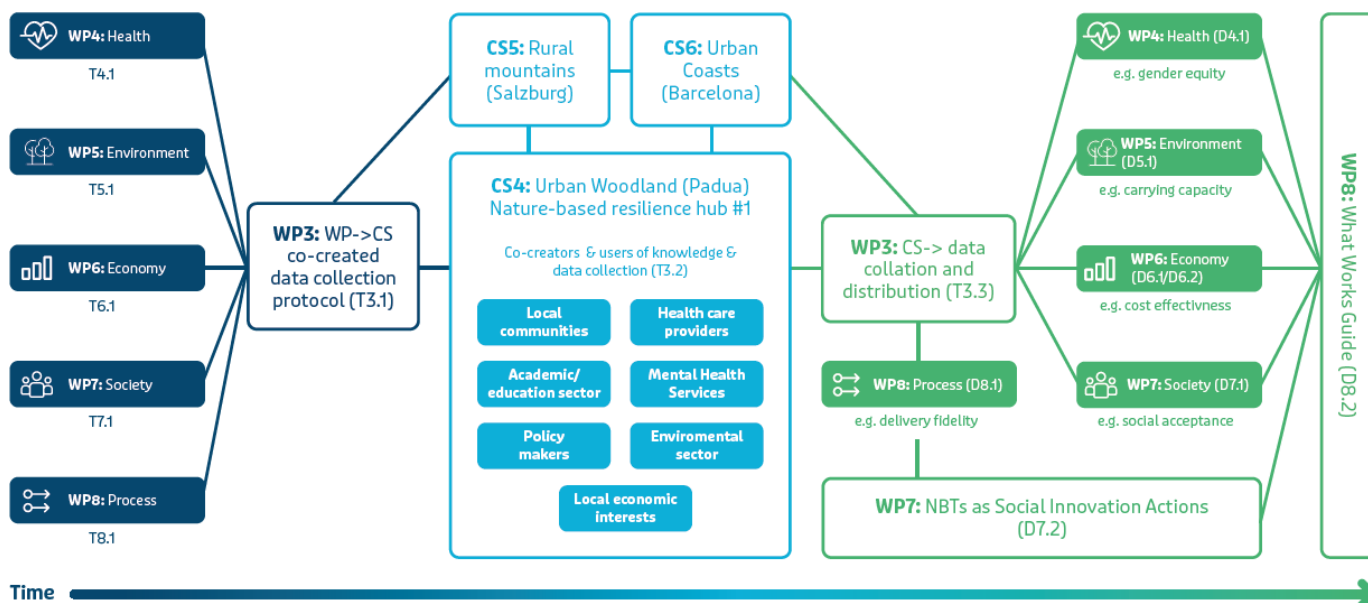 WP4: Health
T4.1
WP5: Environment
T5.1
WP6: Economy
T6.1
WP7: Society
T7.1
WP8: Process
T8.1
WP3: WP->CS
co-created
data collection
protocol (T3.1)
CS5: Rural
mountains
(Salzburg)
CS6: Urban
Coasts
(Barcelona)
CS4: Urban Woodland (Padua)
Nature-based resilience hub #1
Co-creators & users of knowledge &
data collection (T3.2)
Local
communities
Health care
providers
Academic/
education sector
Mental Health
Services
Policy
makers
Enviromental
sector
Local economic
interests
WP3: CS-> data
collation and
distribution (T3.3)
WP8: Process (D8.1)
e.g. delivery fidelity
WP4: Health (D4.1)
e.g. gender equity
WP5: Environment
(D5.1)
e.g. carrying capacity
WP6: Economy
(D6.1/D6.2)
e.g. cost effectivness
WP7: Society (D7.1)
e.g. social acceptance
WP7: NBTs as Social Innovation Actions
(D7.2)
WP8: What Works Guide (D8.2)
Time